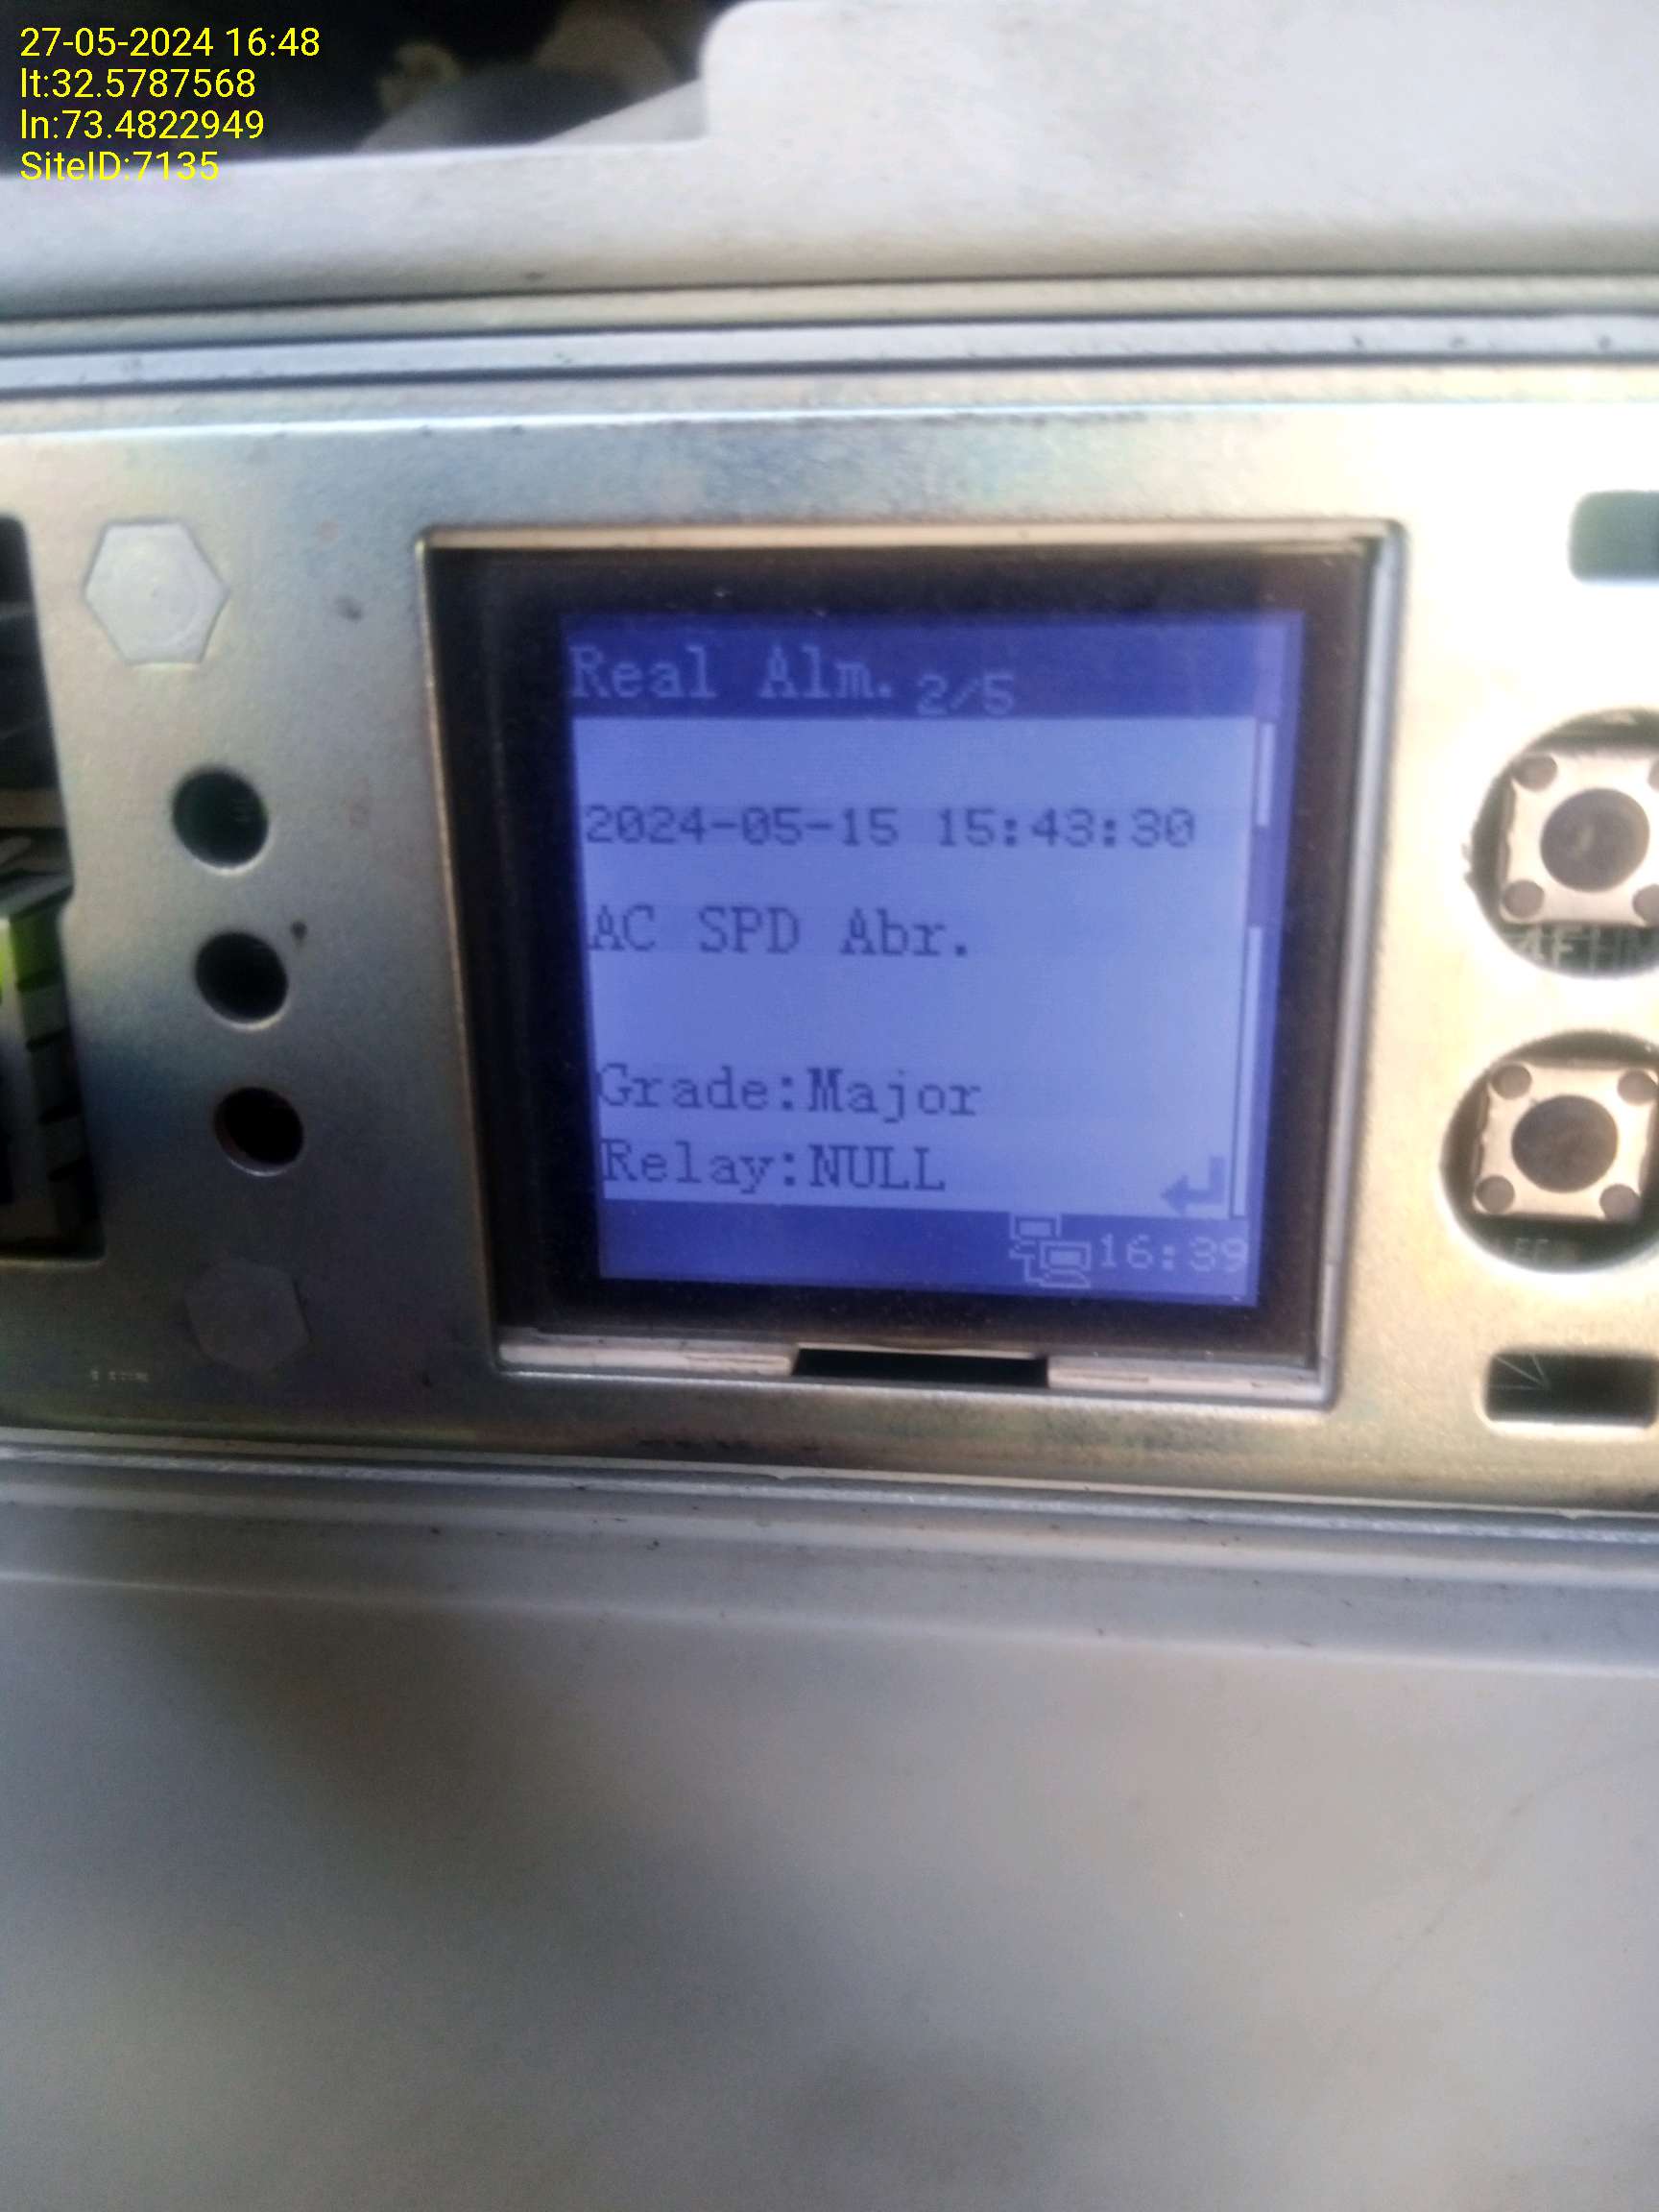 27-05-2024 16:48
lt:32.5787568
ln:73.4822949
SiteID:7135
Real Alm. 2/5
2024-05-15 15:43:30
AC SPD Abr.
Grade:Major
Relay:NULL
16:39